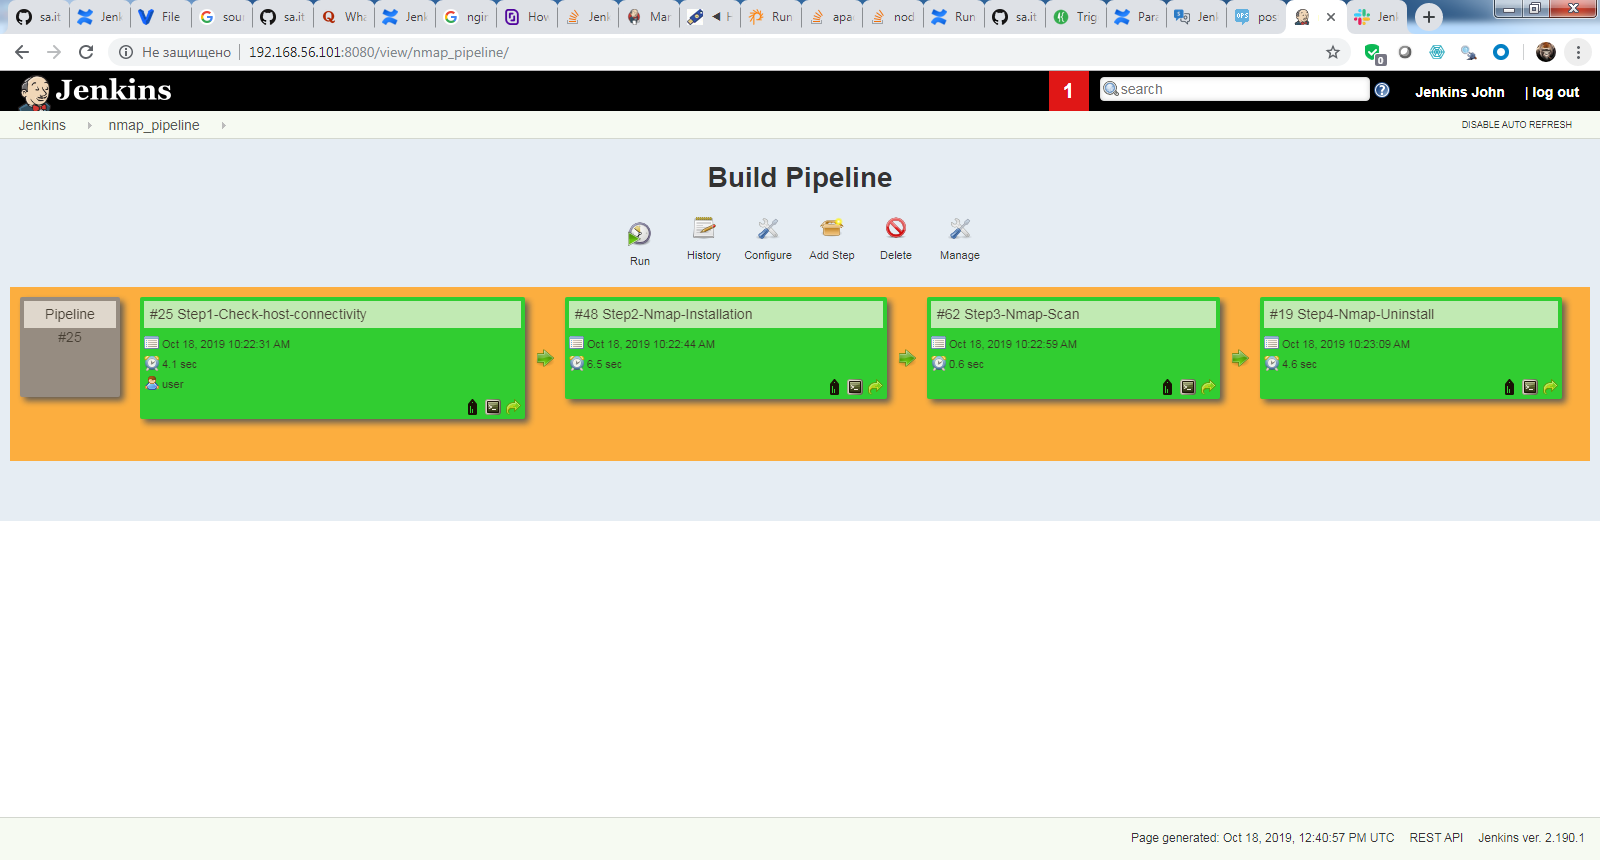 sa.it Jenk File sour sa.it Wha Jenk ngin How Jenk Mar H Run apac nod Run sa.it Trig Para Jenk pos Jenk
Не защищено 192.168.56.101:8080/view/nmap_pipeline/
0
Jenkins 1 search Jenkins John | log out
Jenkins nmap_pipeline DISABLE AUTO REFRESH
Build Pipeline
Run History Configure Add Step Delete Manage
Pipeline
#25
#25 Step1-Check-host-connectivity
Oct 18, 2019 10:22:31 AM
4.1 sec
user
#48 Step2-Nmap-Installation
Oct 18, 2019 10:22:44 AM
6.5 sec
#62 Step3-Nmap-Scan
Oct 18, 2019 10:22:59 AM
0.6 sec
#19 Step4-Nmap-Uninstall
Oct 18, 2019 10:23:09 AM
4.6 sec
Page generated: Oct 18, 2019, 12:40:57 PM UTC REST API Jenkins ver. 2.190.1